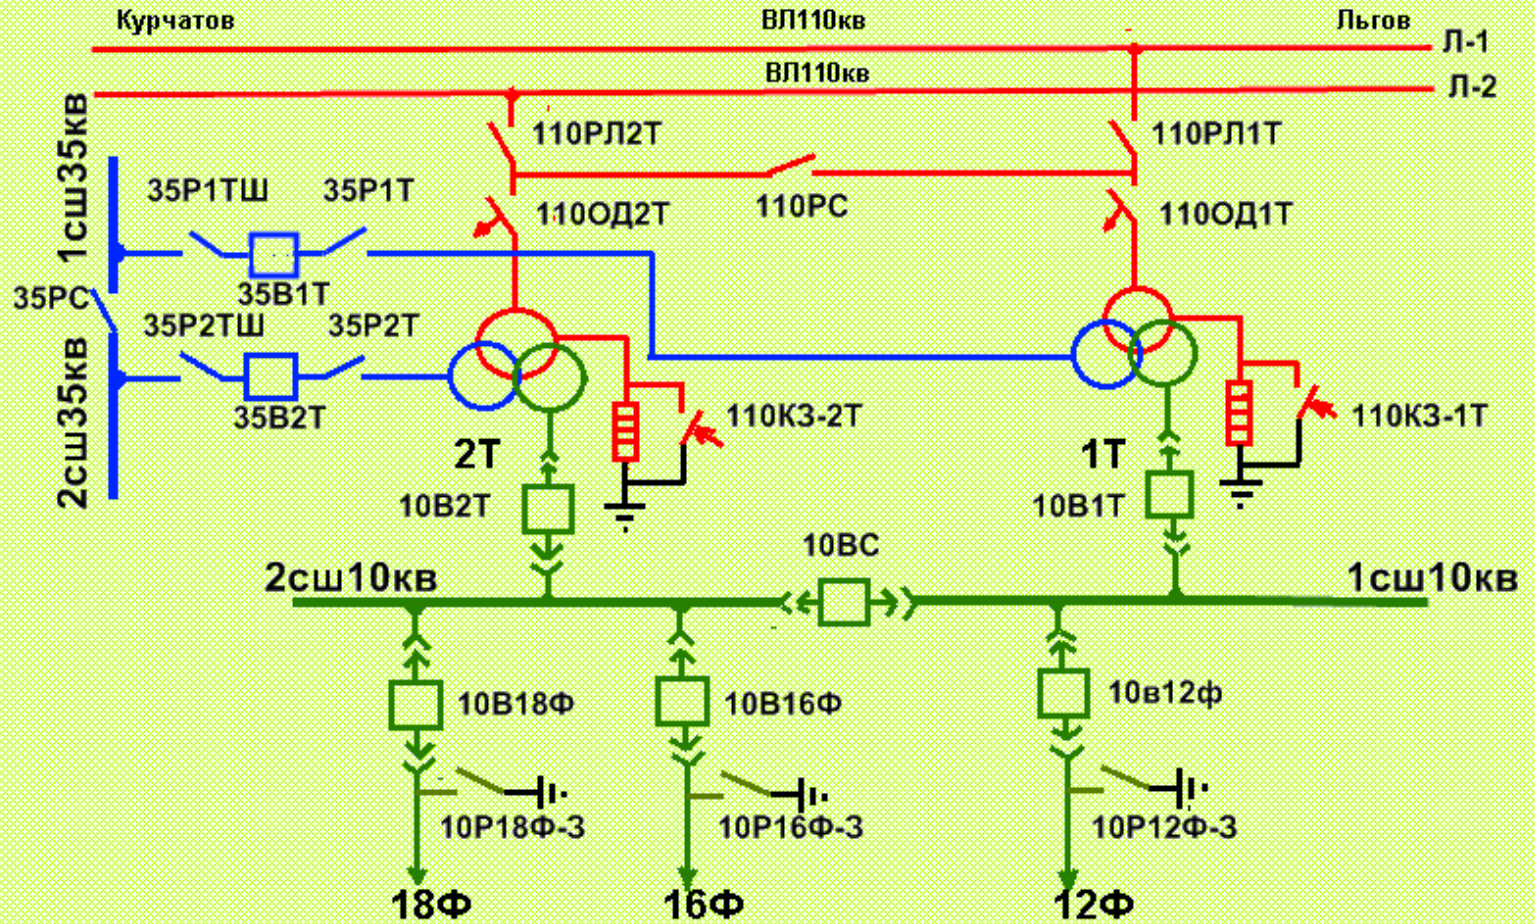 Курчатов
ВЛ110кв
Льгов
Л-1
ВЛ110кв
Л-2
1сш35кв
110РЛ2Т
110РЛ1Т
35Р1ТШ
35Р1Т
110РС
110ОД2Т
110ОД1Т
35РС
35В1Т
35Р2ТШ
35Р2Т
2сш35кв
35В2Т
110КЗ-2Т
110КЗ-1Т
2Т
1Т
10В2Т
10В1Т
10ВС
2сш10кв
1сш10кв
10В18Ф
10В16Ф
10в12ф
10Р18Ф-З
10Р16Ф-З
10Р12Ф-З
18Ф
16Ф
12Ф